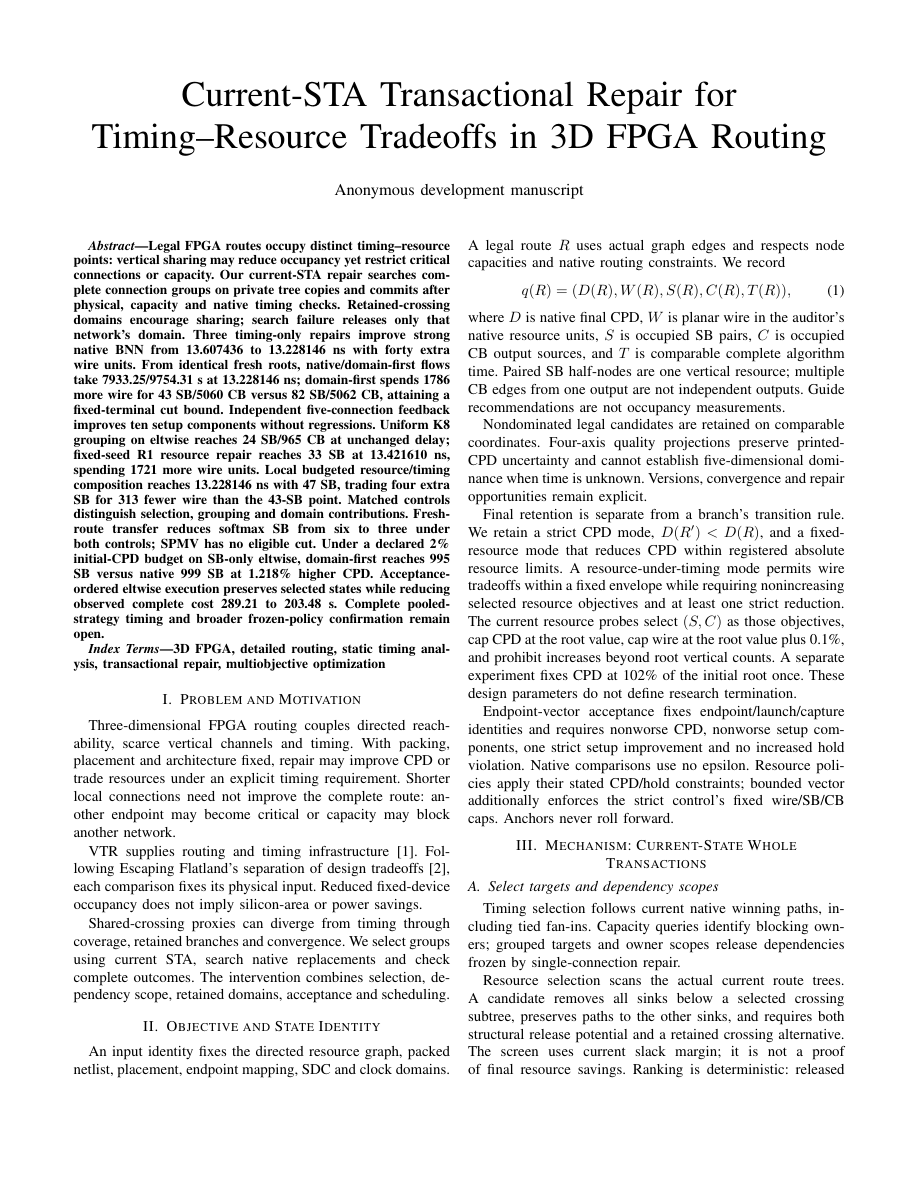 Current-STA Transactional Repair for
Timing–Resource Tradeoffs in 3D FPGA Routing
Anonymous development manuscript
Abstract—Legal FPGA routes occupy distinct timing–resource
points: vertical sharing may reduce occupancy yet restrict critical
connections or capacity. Our current-STA repair searches com-
plete connection groups on private tree copies and commits after
physical, capacity and native timing checks. Retained-crossing
domains encourage sharing; search failure releases only that
network's domain. Three timing-only repairs improve strong
native BNN from 13.607436 to 13.228146 ns with forty extra
wire units. From identical fresh roots, native/domain-first flows
take 7933.25/9754.31 s at 13.228146 ns; domain-first spends 1786
more wire for 43 SB/5060 CB versus 82 SB/5062 CB, attaining a
fixed-terminal cut bound. Independent five-connection feedback
improves ten setup components without regressions. Uniform K8
grouping on eltwise reaches 24 SB/965 CB at unchanged delay;
fixed-seed R1 resource repair reaches 33 SB at 13.421610 ns,
spending 1721 more wire units. Local budgeted resource/timing
composition reaches 13.228146 ns with 47 SB, trading four extra
SB for 313 fewer wire than the 43-SB point. Matched controls
distinguish selection, grouping and domain contributions. Fresh-
route transfer reduces softmax SB from six to three under
both controls; SPMV has no eligible cut. Under a declared 2%
initial-CPD budget on SB-only eltwise, domain-first reaches 995
SB versus native 999 SB at 1.218% higher CPD. Acceptance-
ordered eltwise execution preserves selected states while reducing
observed complete cost 289.21 to 203.48 s. Complete pooled-
strategy timing and broader frozen-policy confirmation remain
open.
Index Terms—3D FPGA, detailed routing, static timing anal-
ysis, transactional repair, multiobjective optimization
I. PROBLEM AND MOTIVATION
Three-dimensional FPGA routing couples directed reach-
ability, scarce vertical channels and timing. With packing,
placement and architecture fixed, repair may improve CPD or
trade resources under an explicit timing requirement. Shorter
local connections need not improve the complete route: an-
other endpoint may become critical or capacity may block
another network.
VTR supplies routing and timing infrastructure [1]. Fol-
lowing Escaping Flatland's separation of design tradeoffs [2],
each comparison fixes its physical input. Reduced fixed-device
occupancy does not imply silicon-area or power savings.
Shared-crossing proxies can diverge from timing through
coverage, retained branches and convergence. We select groups
using current STA, search native replacements and check
complete outcomes. The intervention combines selection, de-
pendency scope, retained domains, acceptance and scheduling.
II. OBJECTIVE AND STATE IDENTITY
An input identity fixes the directed resource graph, packed
netlist, placement, endpoint mapping, SDC and clock domains.
A legal route R uses actual graph edges and respects node
capacities and native routing constraints. We record
q(R) = (D(R), W(R), S(R), C(R), T(R)), (1)
where D is native final CPD, W is planar wire in the auditor's
native resource units, S is occupied SB pairs, C is occupied
CB output sources, and T is comparable complete algorithm
time. Paired SB half-nodes are one vertical resource; multiple
CB edges from one output are not independent outputs. Guide
recommendations are not occupancy measurements.
Nondominated legal candidates are retained on comparable
coordinates. Four-axis quality projections preserve printed-
CPD uncertainty and cannot establish five-dimensional domi-
nance when time is unknown. Versions, convergence and repair
opportunities remain explicit.
Final retention is separate from a branch's transition rule.
We retain a strict CPD mode, D(R′) < D(R), and a fixed-
resource mode that reduces CPD within registered absolute
resource limits. A resource-under-timing mode permits wire
tradeoffs within a fixed envelope while requiring nonincreasing
selected resource objectives and at least one strict reduction.
The current resource probes select (S, C) as those objectives,
cap CPD at the root value, cap wire at the root value plus 0.1%,
and prohibit increases beyond root vertical counts. A separate
experiment fixes CPD at 102% of the initial root once. These
design parameters do not define research termination.
Endpoint-vector acceptance fixes endpoint/launch/capture
identities and requires nonworse CPD, nonworse setup com-
ponents, one strict setup improvement and no increased hold
violation. Native comparisons use no epsilon. Resource poli-
cies apply their stated CPD/hold constraints; bounded vector
additionally enforces the strict control's fixed wire/SB/CB
caps. Anchors never roll forward.
III. MECHANISM: CURRENT-STATE WHOLE
TRANSACTIONS
A. Select targets and dependency scopes
Timing selection follows current native winning paths, in-
cluding tied fan-ins. Capacity queries identify blocking own-
ers; grouped targets and owner scopes release dependencies
frozen by single-connection repair.
Resource selection scans the actual current route trees.
A candidate removes all sinks below a selected crossing
subtree, preserves paths to the other sinks, and requires both
structural release potential and a retained crossing alternative.
The screen uses current slack margin; it is not a proof
of final resource savings. Ranking is deterministic: released